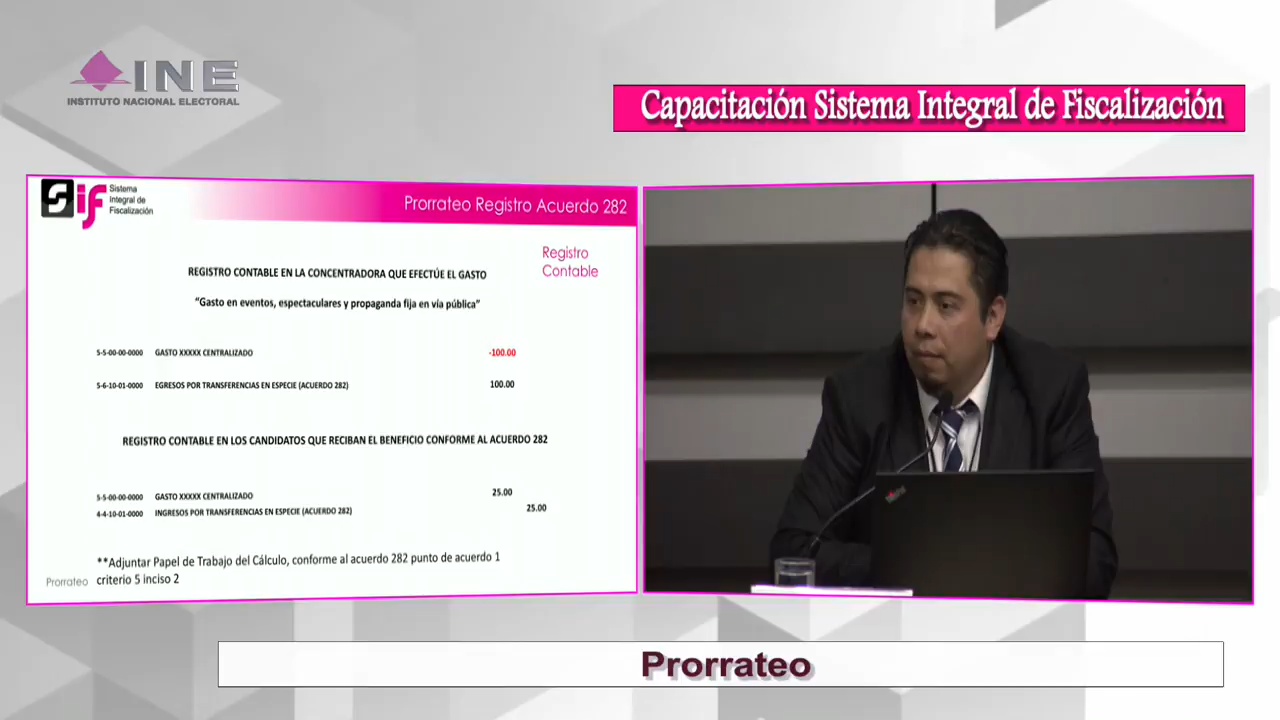 INE
INSTITUTO NACIONAL ELECTORAL
Capacitación Sistema Integral de Fiscalización
Sif Sistema
Integral de
Fiscalización
Prorrateo Registro Acuerdo 282
Registro
Contable
REGISTRO CONTABLE EN LA CONCENTRADORA QUE EFECTÚE EL GASTO
“Gasto en eventos, espectaculares y propaganda fija en vía pública”
5-5-00-00-0000 GASTO XXXXX CENTRALIZADO -100.00
5-6-10-01-0000 EGRESOS POR TRANSFERENCIAS EN ESPECIE (ACUERDO 282) 100.00
REGISTRO CONTABLE EN LOS CANDIDATOS QUE RECIBAN EL BENEFICIO CONFORME AL ACUERDO 282
5-5-00-00-0000 GASTO XXXXX CENTRALIZADO 25.00
4-4-10-01-0000 INGRESOS POR TRANSFERENCIAS EN ESPECIE (ACUERDO 282) 25.00
**Adjuntar Papel de Trabajo del Cálculo, conforme al acuerdo 282 punto de acuerdo 1
criterio 5 inciso 2
Prorrateo
Prorrateo